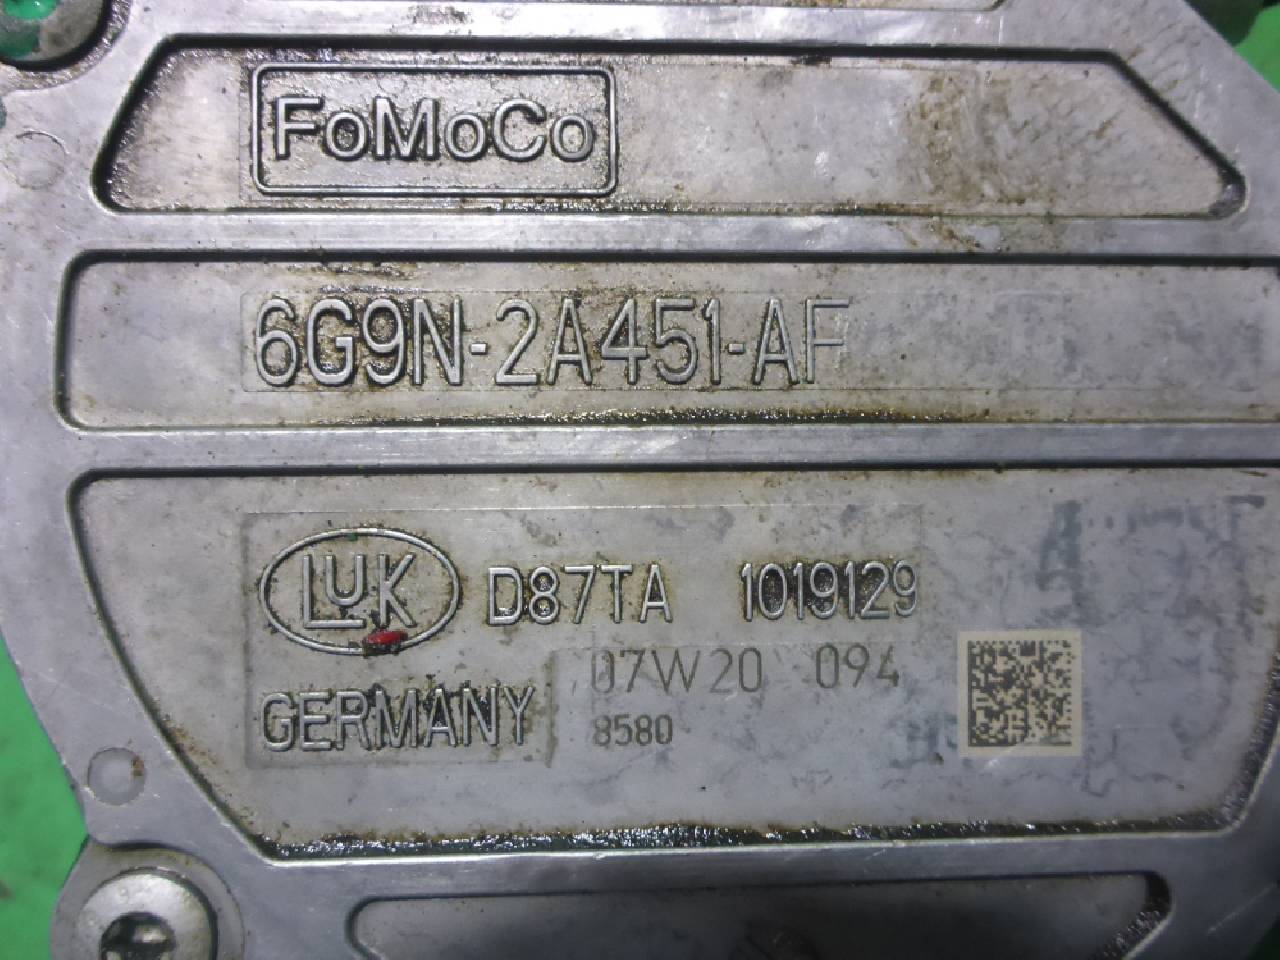 FoMoCo
6G9N-2A451-AF
LuK D87TA 1019129
07W20 094
GERMANY 8580